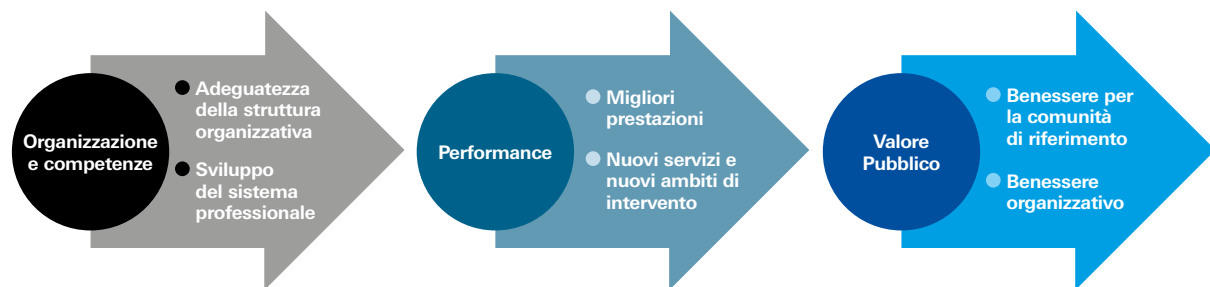 Organizzazione
e competenze
Adeguatezza
della struttura
organizzativa
Sviluppo
del sistema
professionale
Performance
Migliori
prestazioni
Nuovi servizi e
nuovi ambiti di
intervento
Valore
Pubblico
Benessere per
la comunità
di riferimento
Benessere
organizzativo